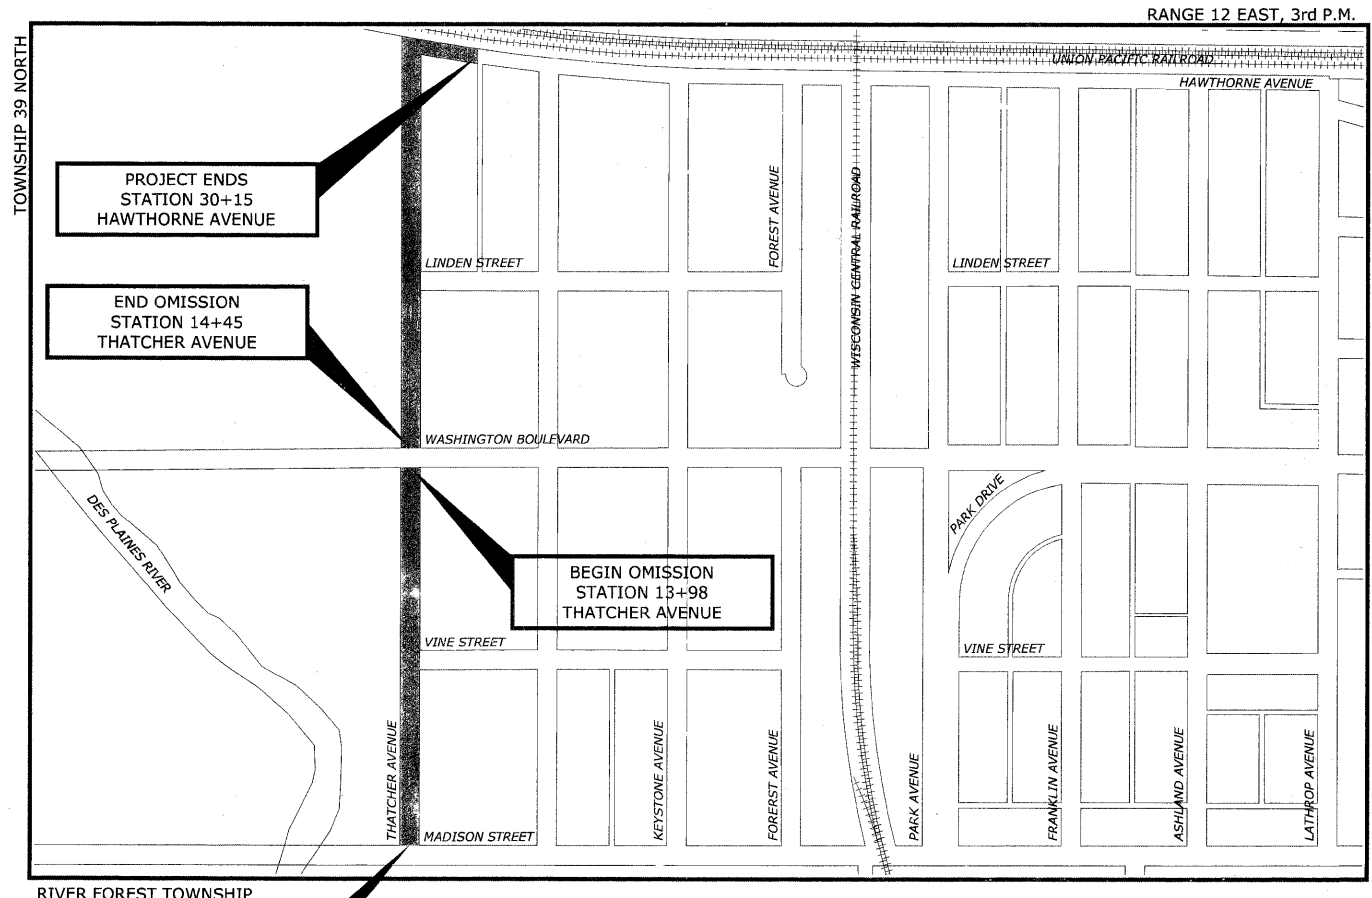 RANGE 12 EAST, 3rd P.M.
TOWNSHIP 39 NORTH
UNION PACIFIC RAILROAD
HAWTHORNE AVENUE
PROJECT ENDS
STATION 30+15
HAWTHORNE AVENUE
FOREST AVENUE
WISCONSIN CENTRAL RAILROAD
LINDEN STREET
LINDEN STREET
END OMISSION
STATION 14+45
THATCHER AVENUE
WASHINGTON BOULEVARD
DES PLAINES RIVER
PARK DRIVE
BEGIN OMISSION
STATION 13+98
THATCHER AVENUE
VINE STREET
VINE STREET
THATCHER AVENUE
KEYSTONE AVENUE
FORERST AVENUE
PARK AVENUE
FRANKLIN AVENUE
ASHLAND AVENUE
LATHROP AVENUE
MADISON STREET
RIVER FOREST TOWNSHIP